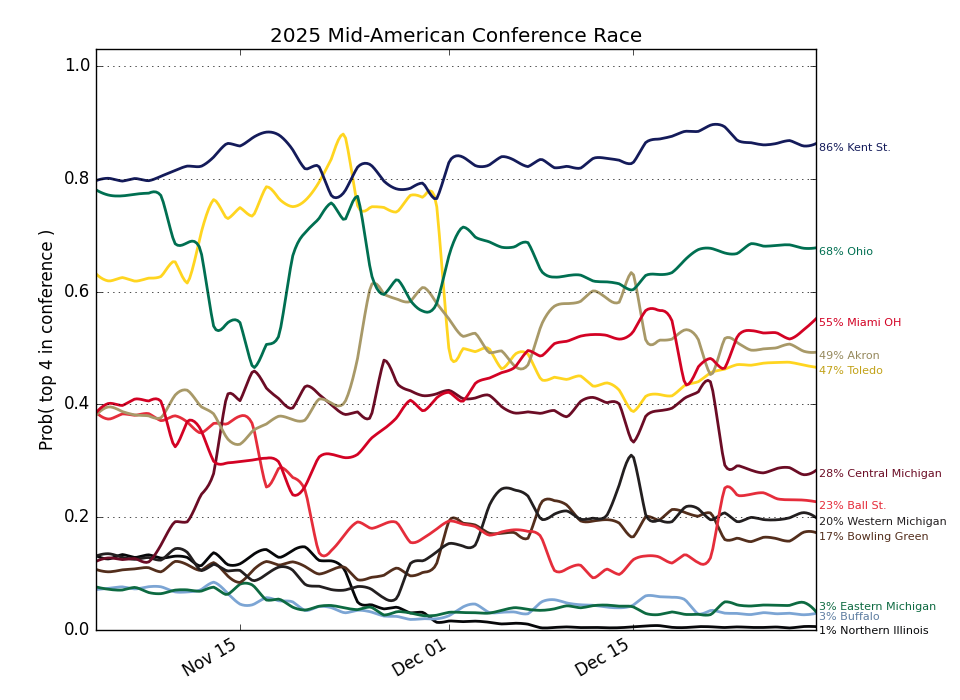 2025 Mid-American Conference Race
Prob( top 4 in conference )
1.0
0.8
0.6
0.4
0.2
0.0
Nov 15
Dec 01
Dec 15
86% Kent St.
68% Ohio
55% Miami OH
49% Akron
47% Toledo
28% Central Michigan
23% Ball St.
20% Western Michigan
17% Bowling Green
3% Eastern Michigan
3% Buffalo
1% Northern Illinois